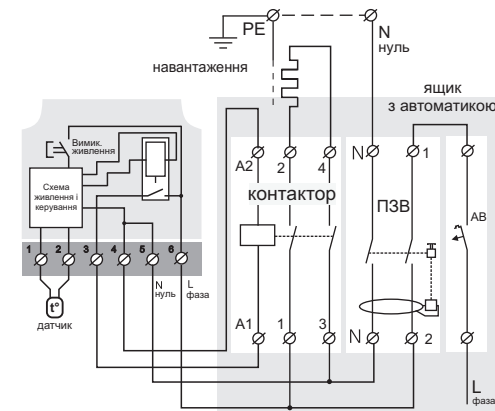 PE
N
нуль
навантаження
ящик
з автоматикою
Вимик.
живлення
Схема
живлення і
керування
A2
2
4
N
1
контактор
ПЗВ
АВ
1
2
3
4
5
6
N
нуль
L
фаза
t°
датчик
A1
1
3
N
2
L
фаза